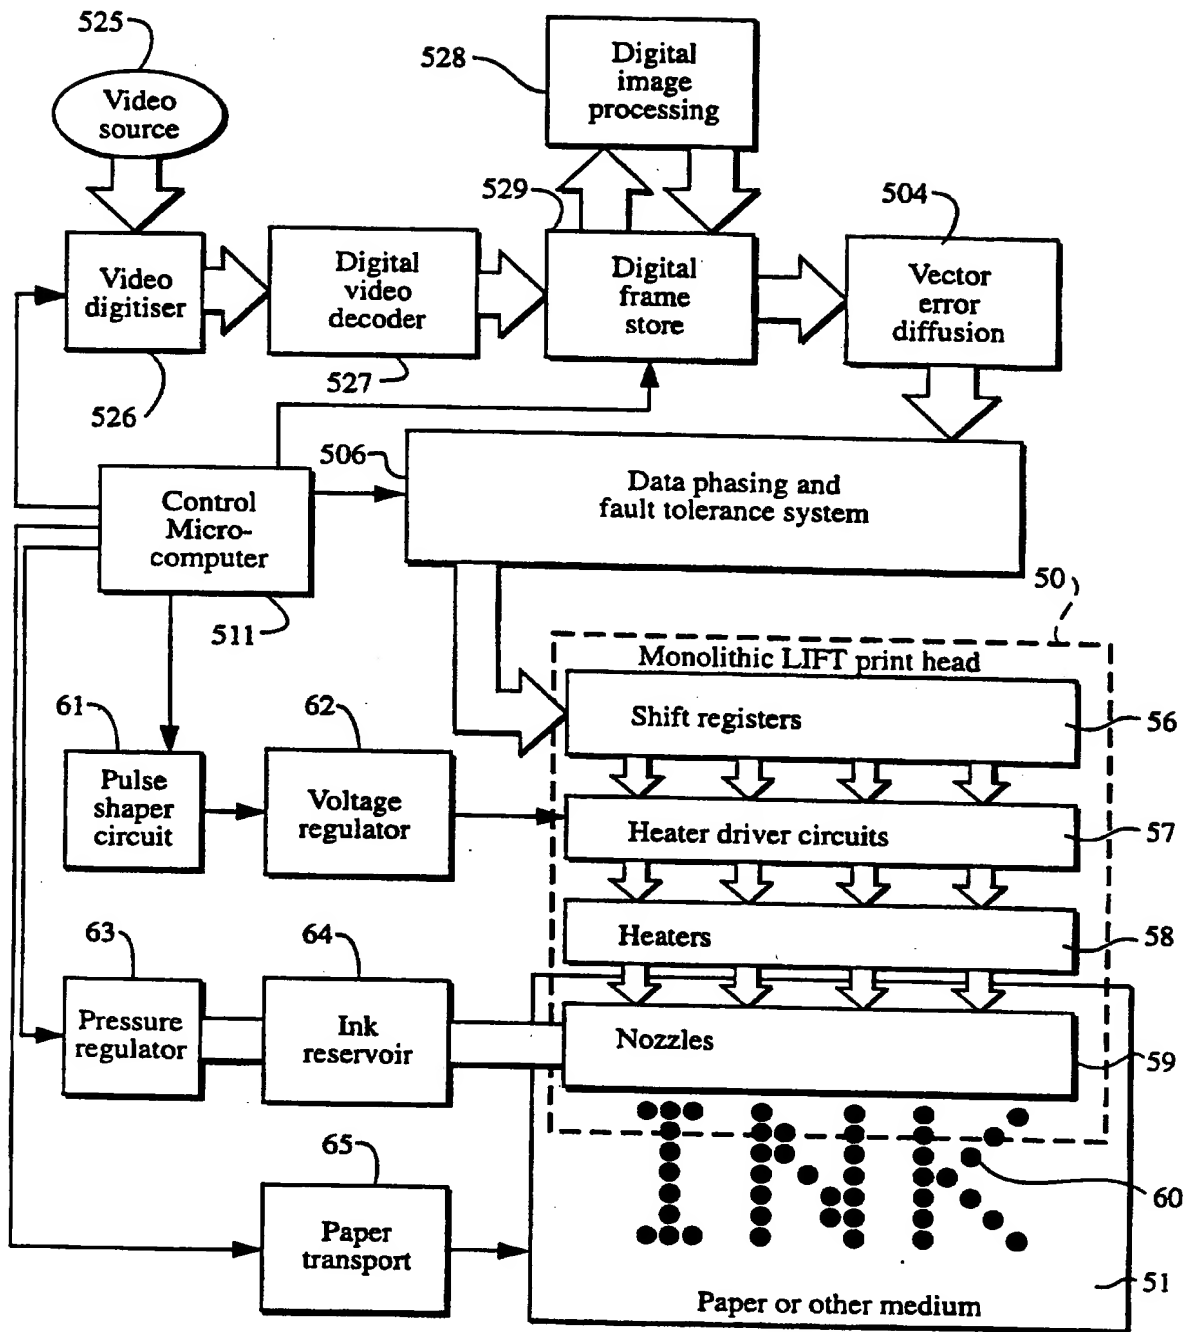 525
Video
source
528
Digital
image
processing
529
504
Video
digitiser
Digital
video
decoder
Digital
frame
store
Vector
error
diffusion
526
527
506
Data phasing and
fault tolerance system
Control
Micro-
computer
511
50
Monolithic LIFT print head
Shift registers
56
61
62
Pulse
shaper
circuit
Voltage
regulator
Heater driver circuits
57
Heaters
58
63
64
Pressure
regulator
Ink
reservoir
Nozzles
59
INK
60
65
Paper
transport
51
Paper or other medium